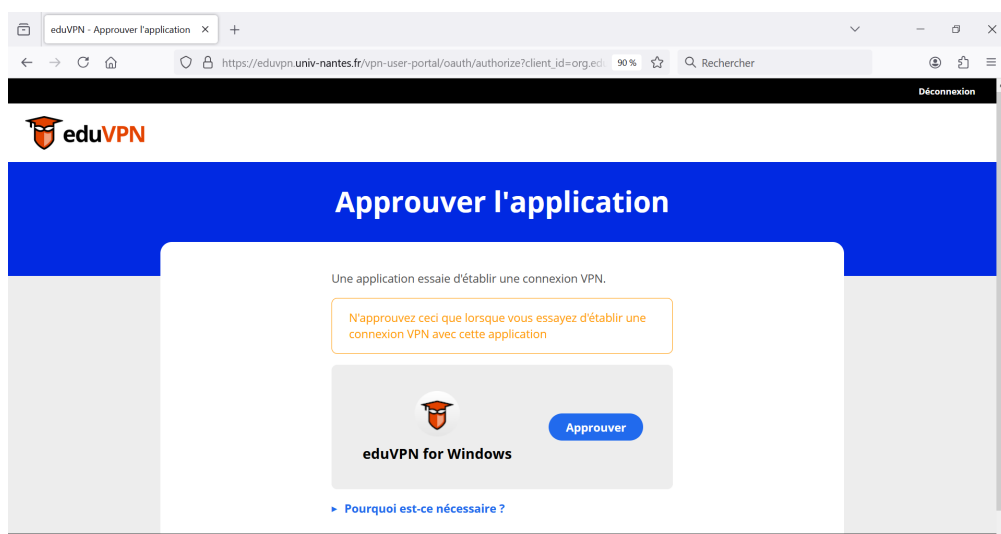 eduVPN - Approuver l'application
https://eduvpn.univ-nantes.fr/vpn-user-portal/oauth/authorize?client_id=org.ed
90 %
Rechercher
Déconnexion
eduVPN
Approuver l'application
Une application essaie d'établir une connexion VPN.
N'approuvez ceci que lorsque vous essayez d'établir une
connexion VPN avec cette application
Approuver
eduVPN for Windows
Pourquoi est-ce nécessaire ?